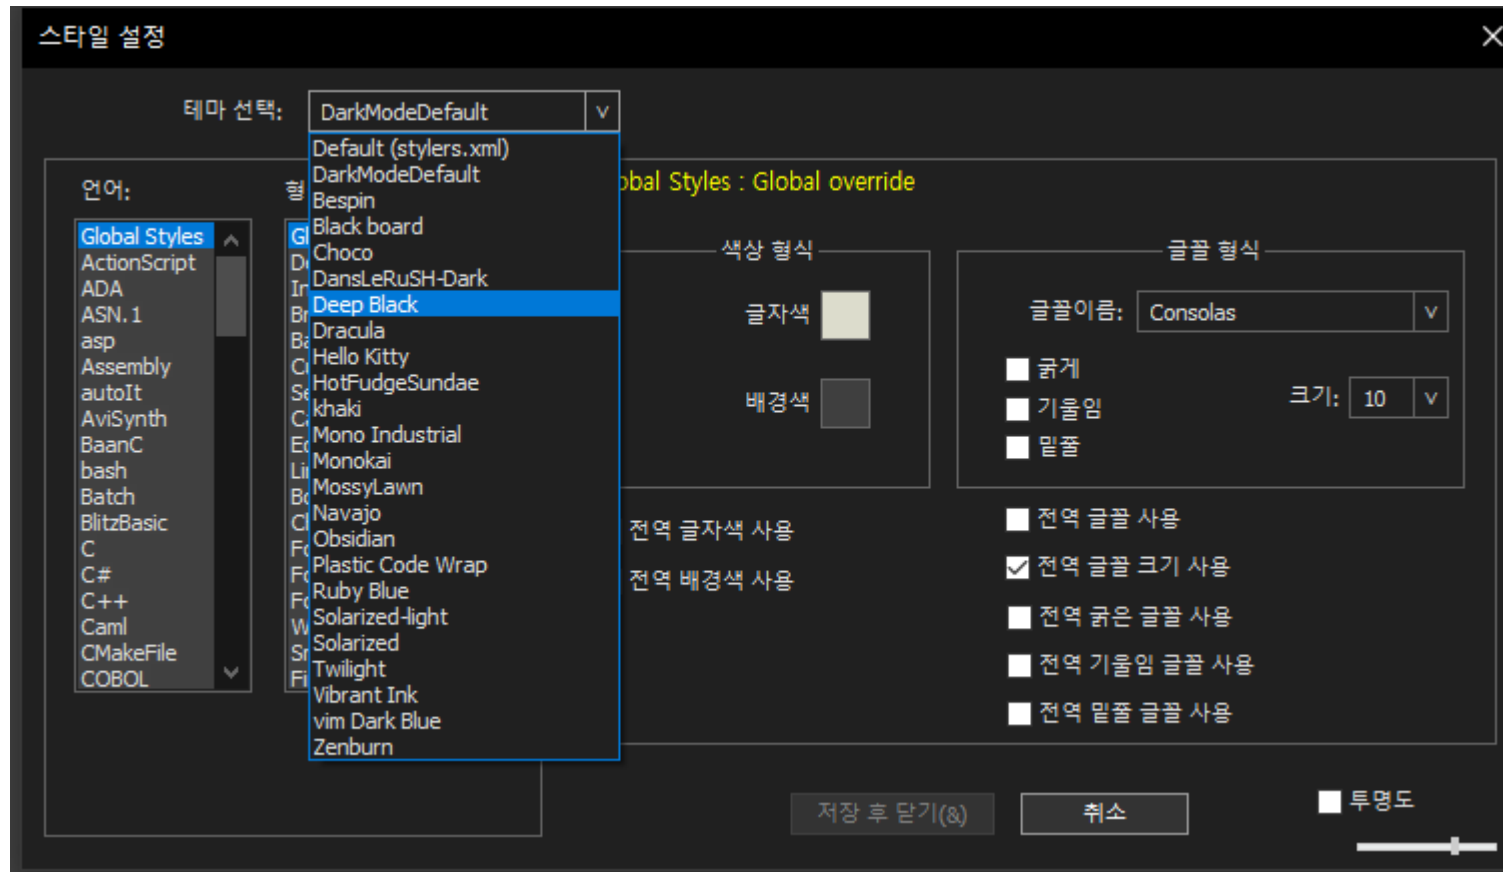 스타일 설정
테마 선택:
DarkModeDefault
Default (stylers.xml)
DarkModeDefault
Bespin
Black board
Choco
DansLeRuSH-Dark
Deep Black
Dracula
Hello Kitty
HotFudgeSundae
khaki
Mono Industrial
Monokai
MossyLawn
Navajo
Obsidian
Plastic Code Wrap
Ruby Blue
Solarized-light
Solarized
Twilight
Vibrant Ink
vim Dark Blue
Zenburn
언어:
Global Styles
ActionScript
ADA
ASN.1
asp
Assembly
autoIt
AviSynth
BaanC
bash
Batch
BlitzBasic
C
C#
C++
Caml
CMakeFile
COBOL
Styles : Global override
색상 형식
글자색
배경색
전역 글자색 사용
전역 배경색 사용
글꼴 형식
글꼴이름: Consolas
굵게
기울임
밑줄
크기: 10
전역 글꼴 사용
전역 글꼴 크기 사용
전역 굵은 글꼴 사용
전역 기울임 글꼴 사용
전역 밑줄 글꼴 사용
저장 후 닫기(&)
취소
투명도